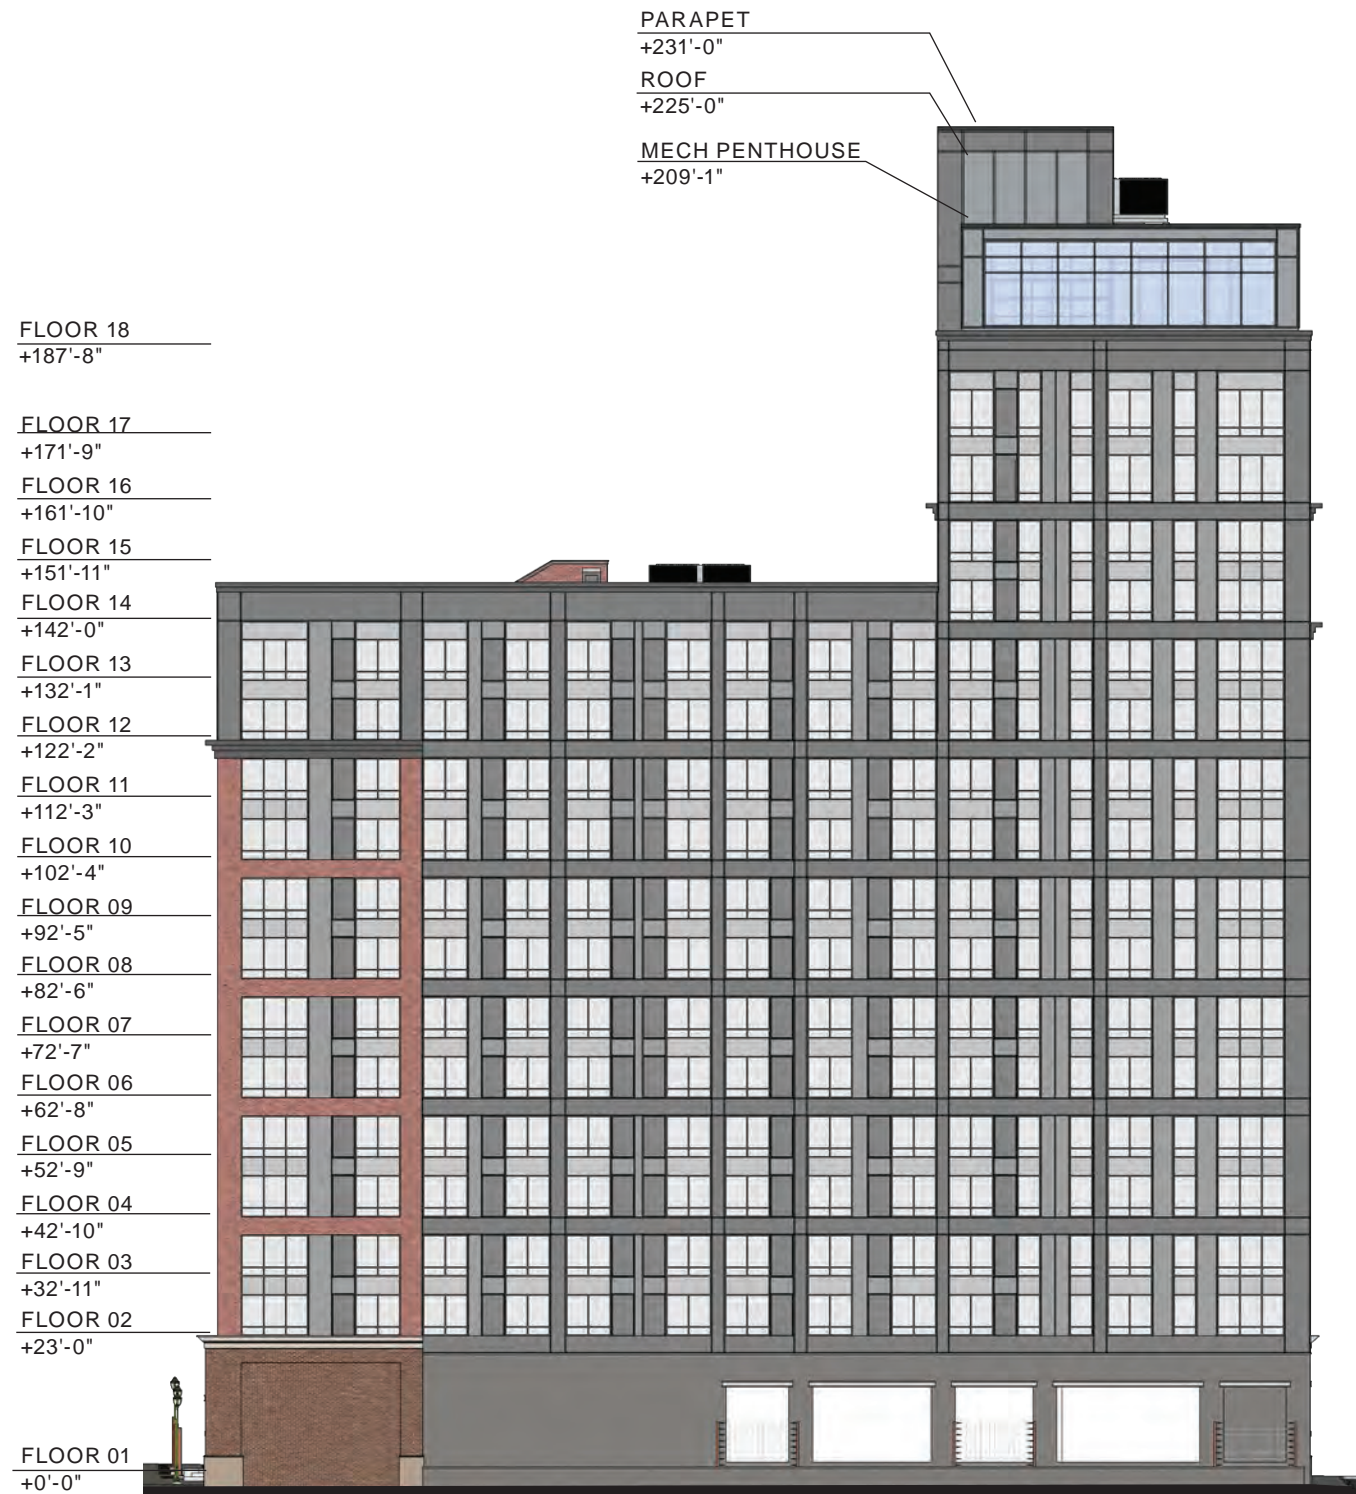 PARAPET
+231'-0"
ROOF
+225'-0"
MECH PENTHOUSE
+209'-1"
FLOOR 18
+187'-8"
FLOOR 17
+171'-9"
FLOOR 16
+161'-10"
FLOOR 15
+151'-11"
FLOOR 14
+142'-0"
FLOOR 13
+132'-1"
FLOOR 12
+122'-2"
FLOOR 11
+112'-3"
FLOOR 10
+102'-4"
FLOOR 09
+92'-5"
FLOOR 08
+82'-6"
FLOOR 07
+72'-7"
FLOOR 06
+62'-8"
FLOOR 05
+52'-9"
FLOOR 04
+42'-10"
FLOOR 03
+32'-11"
FLOOR 02
+23'-0"
FLOOR 01
+0'-0"